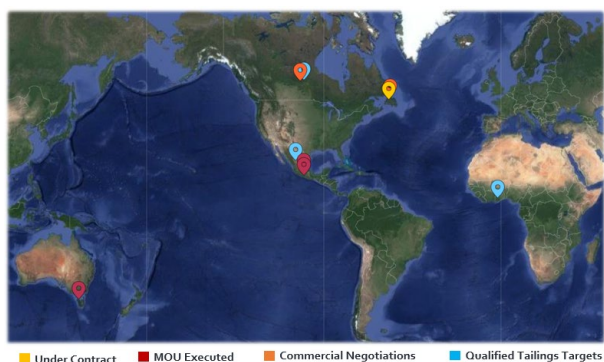 Under Contract
MOU Executed
Commercial Negotiations
Qualified Tailings Targets